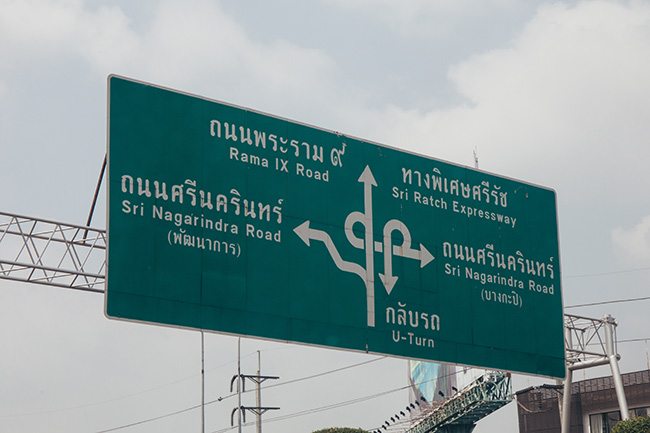 ถนนพระราม ๙
Rama IX Road
ทางพิเศษศรีรัช
Sri Ratch Expressway
ถนนศรีนครินทร์
Sri Nagarindra Road
(พัฒนาการ)
ถนนศรีนครินทร์
Sri Nagarindra Road
(บางกะปิ)
กลับรถ
U-Turn